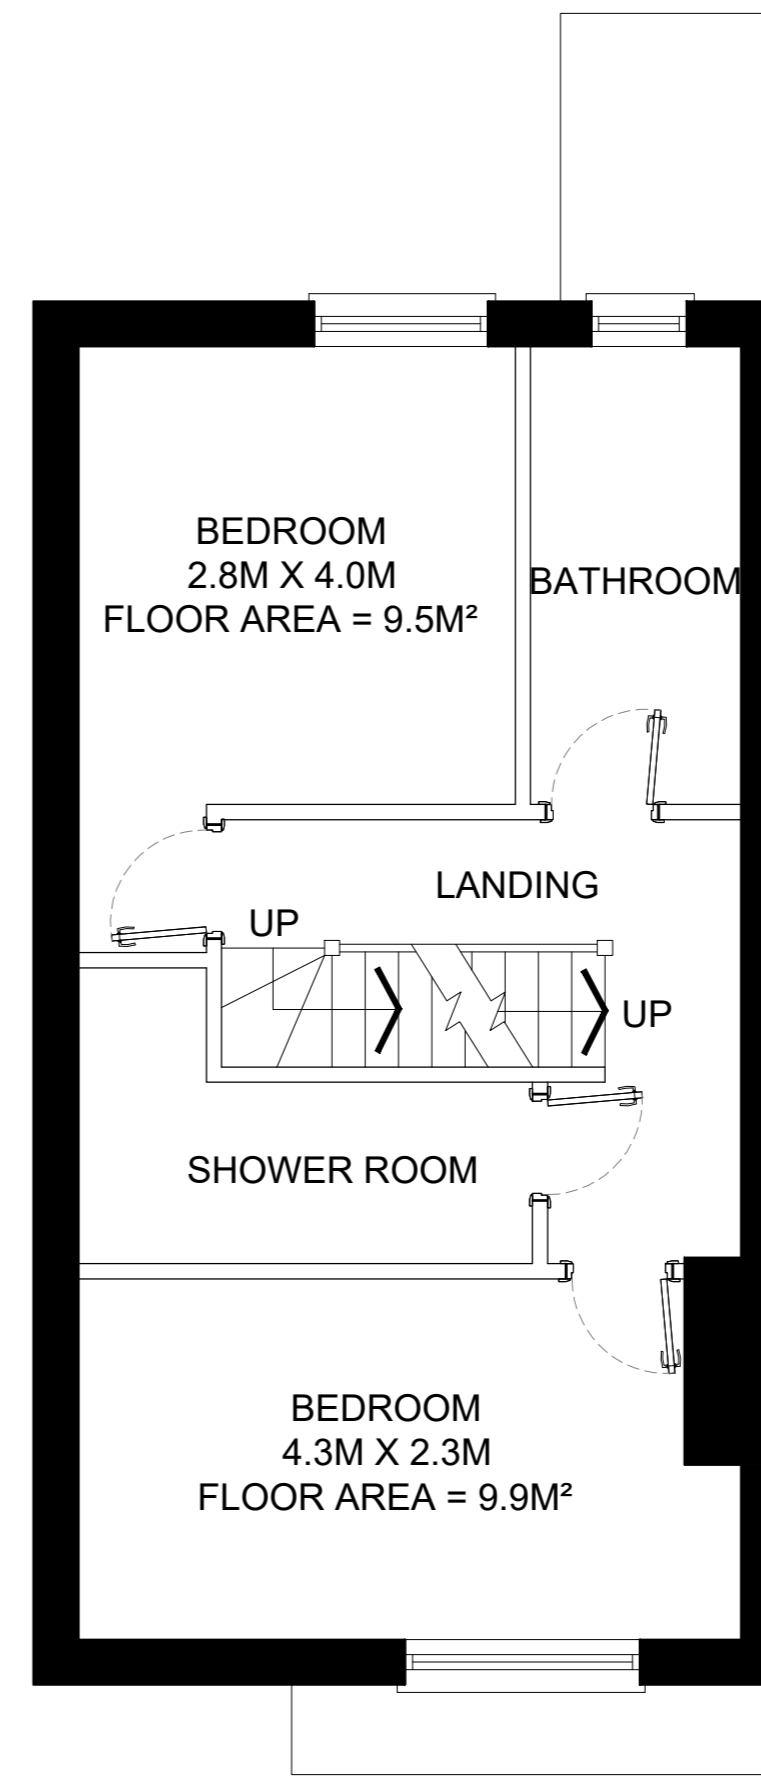 BEDROOM
2.8M X 4.0M
FLOOR AREA = 9.5M²
BATHROOM
LANDING
UP
UP
SHOWER ROOM
BEDROOM
4.3M X 2.3M
FLOOR AREA = 9.9M²